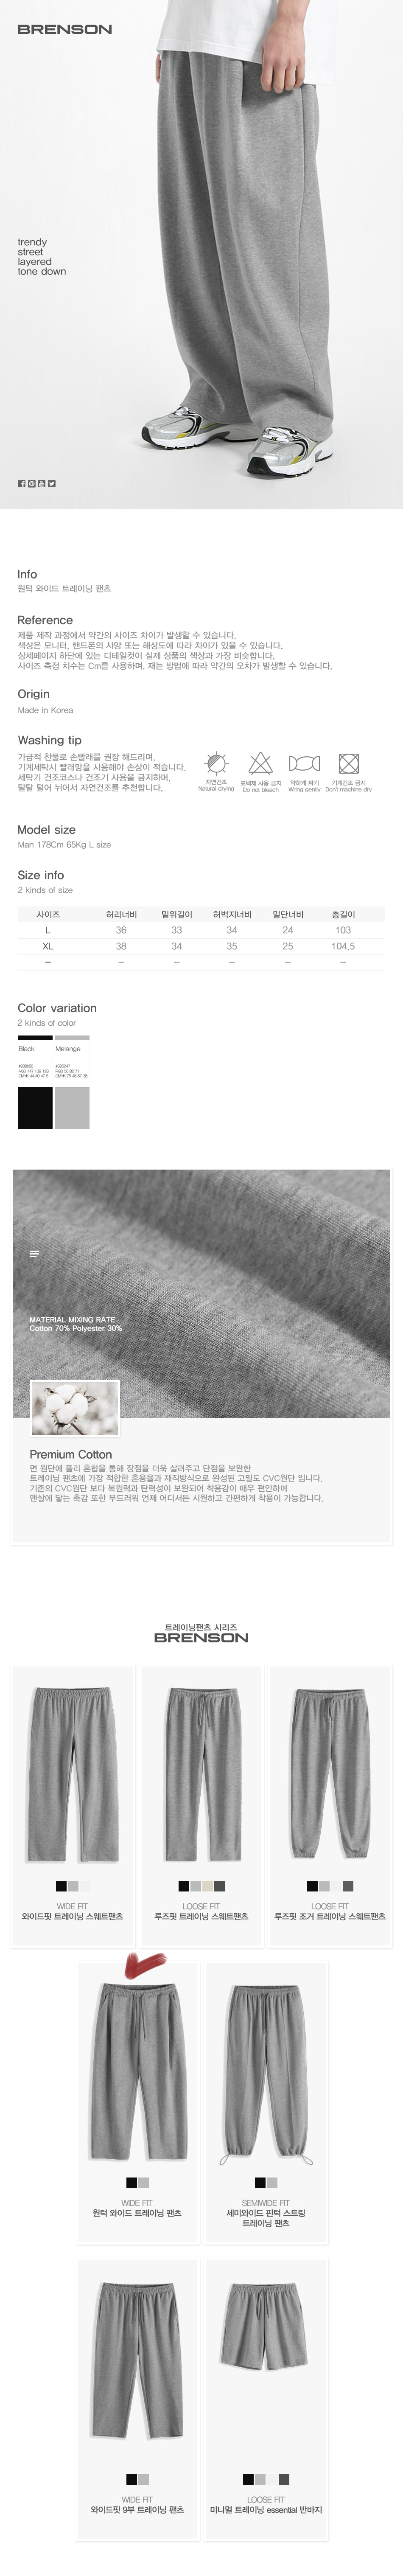 BRENSON
trendy
street
layered
tone down
Info
원턱 와이드 트레이닝 팬츠
Reference
제품 제작 과정에서 약간의 사이즈 차이가 발생할 수 있습니다.
색상은 모니터, 핸드폰의 사양 또는 해상도에 따라 차이가 있을 수 있습니다.
상세페이지 하단에 있는 디테일컷이 실제 상품의 색상과 가장 비슷합니다.
사이즈 측정 치수는 Cm를 사용하며, 재는 방법에 따라 약간의 오차가 발생할 수 있습니다.
Origin
Made in Korea
Washing tip
가급적 찬물로 손빨래를 권장 해드리며,
기계세탁시 빨래망을 사용해야 손상이 적습니다.
세탁기 건조코스나 건조기 사용을 금지하며,
탈탈 털어 뉘어서 자연건조를 추천합니다.
자연건조 표백제 사용 금지 약하게 짜기 기계건조 금지
Natural drying Do not bleach Wring gently Don't machine dry
Model size
Man 178Cm 65Kg L size
Size info
2 kinds of size
사이즈 허리너비 밑위길이 허벅지너비 밑단너비 총길이
L 36 33 34 24 103
XL 38 34 35 25 104.5
– – – – – –
Color variation
2 kinds of color
Black Melange
MATERIAL MIXING RATE
Cotton 70% Polyester 30%
Premium Cotton
면 원단에 폴리 혼합을 통해 장점을 더욱 살려주고 단점을 보완한
트레이닝 팬츠에 가장 적합한 혼용율과 재직방식으로 완성된 고밀도 CVC원단 입니다.
기존의 CVC원단 보다 복원력과 탄력성이 보완되어 착용감이 매우 편안하며
맨살에 닿는 촉감 또한 부드러워 언제 어디서든 시원하고 간편하게 착용이 가능합니다.
트레이닝팬츠 시리즈
BRENSON
WIDE FIT
와이드핏 트레이닝 스웨트팬츠
LOOSE FIT
루즈핏 트레이닝 스웨트팬츠
LOOSE FIT
루즈핏 조거 트레이닝 스웨트팬츠
WIDE FIT
원턱 와이드 트레이닝 팬츠
SEMIWIDE FIT
세미와이드 핀턱 스트링
트레이닝 팬츠
WIDE FIT
와이드핏 9부 트레이닝 팬츠
LOOSE FIT
미니멀 트레이닝 essential 반바지